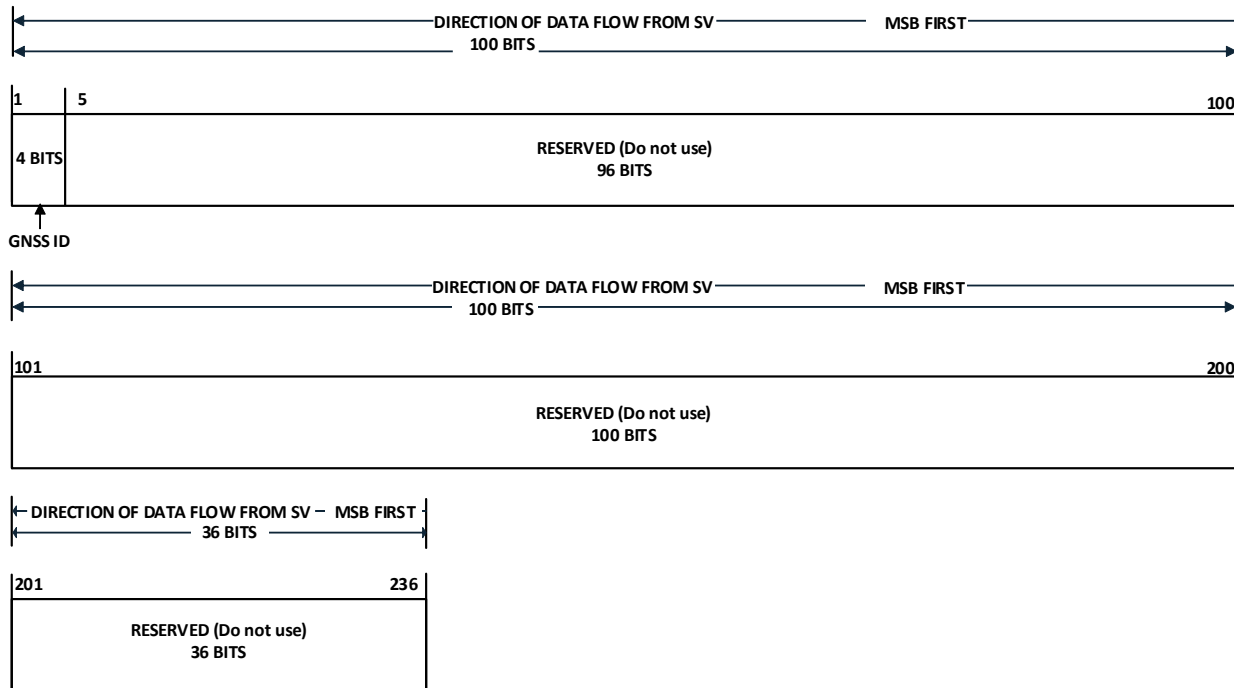 DIRECTION OF DATA FLOW FROM SV MSB FIRST
100 BITS
1 5 100
4 BITS
RESERVED (Do not use)
96 BITS
GNSS ID
DIRECTION OF DATA FLOW FROM SV MSB FIRST
100 BITS
101 200
RESERVED (Do not use)
100 BITS
DIRECTION OF DATA FLOW FROM SV MSB FIRST
36 BITS
201 236
RESERVED (Do not use)
36 BITS